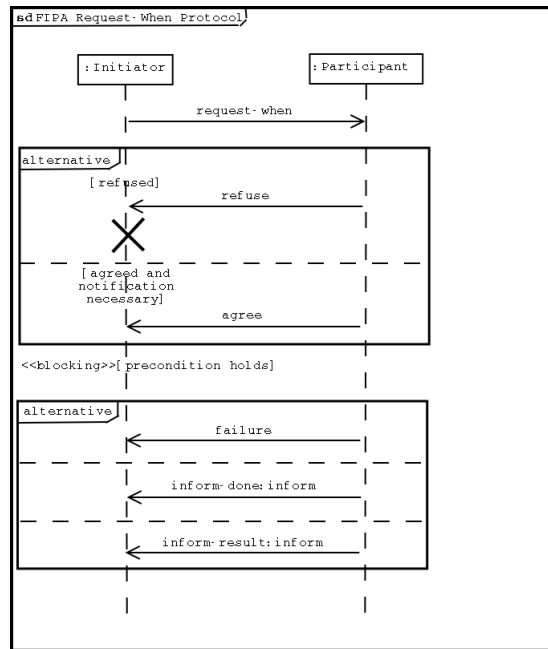 sd FIPA Request-When Protocol
:Initiator
:Participant
request-when
alternative
[refused]
refuse
[agreed and
notification
necessary]
agree
<<blocking>>[precondition holds]
alternative
failure
inform-done:inform
inform-result:inform